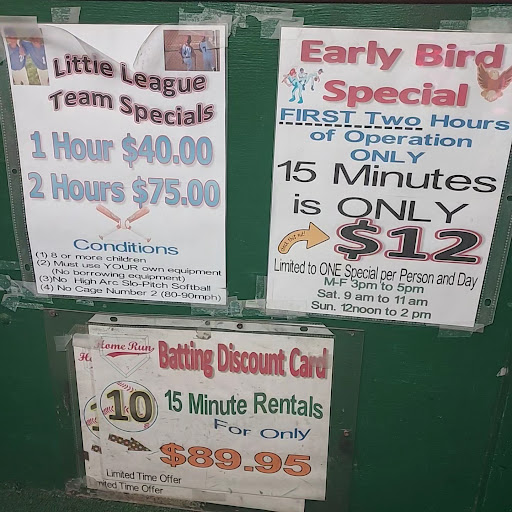 Little League
Team Specials
1 Hour $40.00
2 Hours $75.00
Conditions
(1) 8 or more children
(2) Must use YOUR own equipment
(No borrowing equipment)
(3)No High Arc Slo-Pitch Softball
(4) No Cage Number 2 (80-90mph)
Early Bird
Special
FIRST Two Hours
of Operation
ONLY
15 Minutes
is ONLY
$12
Limited to ONE Special per Person and Day
M-F 3pm to 5pm
Sat. 9 am to 11 am
Sun. 12noon to 2 pm
Home Run
Batting Discount Card
10
15 Minute Rentals
For Only
$89.95
Limited Time Offer
Time Offer